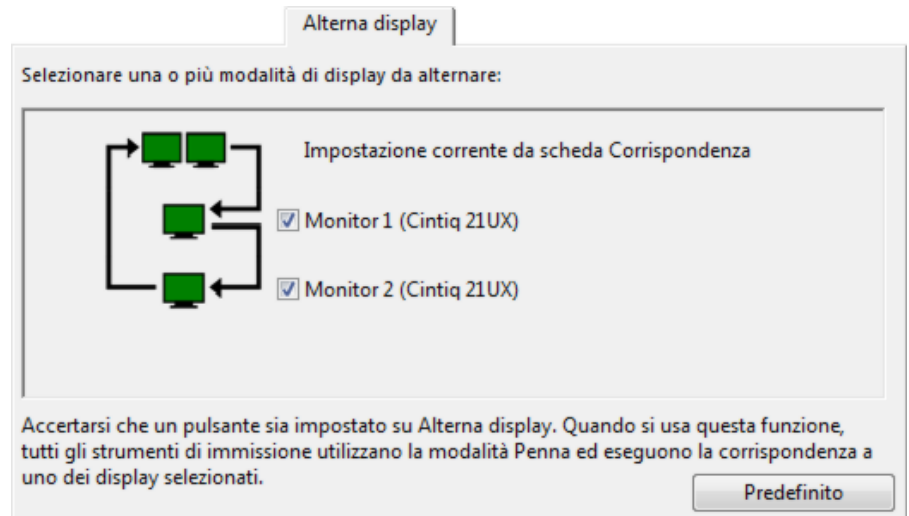 Alterna display
Selezionare una o più modalità di display da alternare:
Impostazione corrente da scheda Corrispondenza
Monitor 1 (Cintiq 21UX)
Monitor 2 (Cintiq 21UX)
Accertarsi che un pulsante sia impostato su Alterna display. Quando si usa questa funzione,
tutti gli strumenti di immissione utilizzano la modalità Penna ed eseguono la corrispondenza a
uno dei display selezionati.
Predefinito